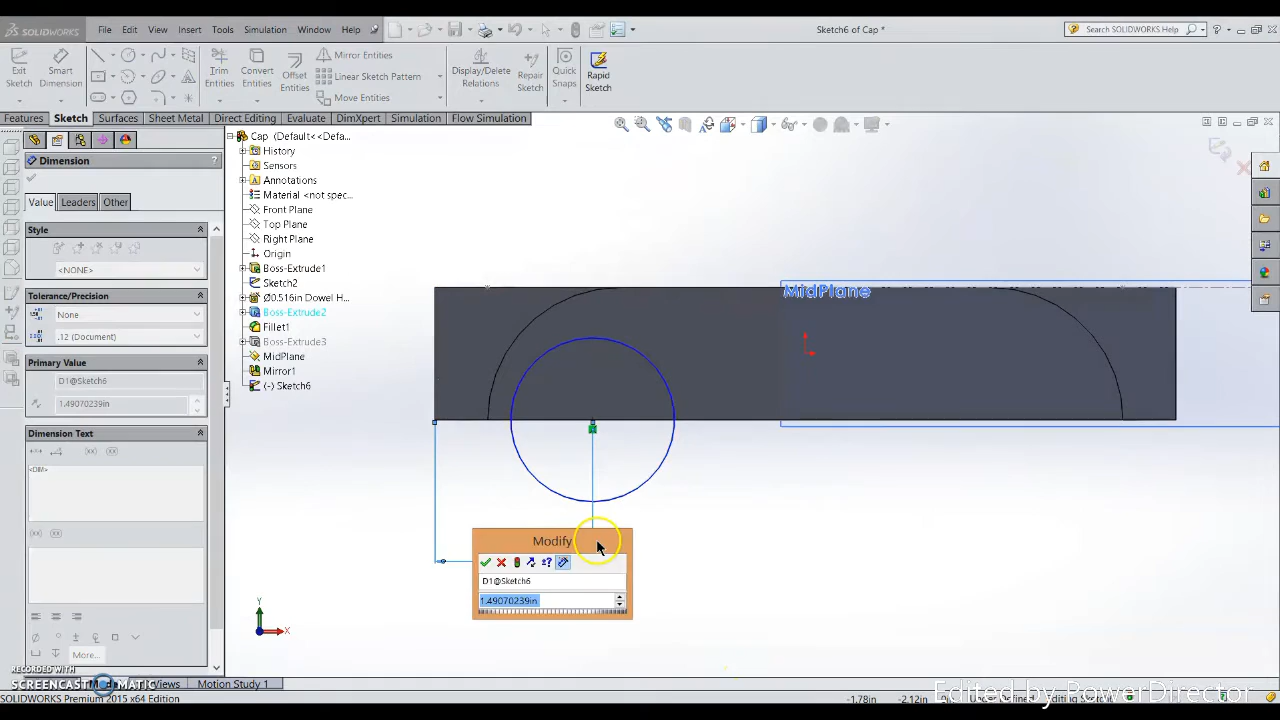 SOLIDWORKS File Edit View Insert Tools Simulation Window Help Sketch6 of Cap * Search SOLIDWORKS Help
Exit Sketch Smart Dimension Trim Entities Convert Entities Offset Entities Mirror Entities Linear Sketch Pattern Move Entities Display/Delete Relations Repair Sketch Quick Snaps Rapid Sketch
Features Sketch Surfaces Sheet Metal Direct Editing Evaluate DimXpert Simulation Flow Simulation
Dimension ?
Value Leaders Other
Style
<NONE>
Tolerance/Precision
None
.12 (Document)
Primary Value
D1@Sketch6
1.49070239in
Dimension Text
<DIM>
More...
Cap (Default<<Defa...
History
Sensors
Annotations
Material <not spec...
Front Plane
Top Plane
Right Plane
Origin
Boss-Extrude1
Sketch2
Ø0.516in Dowel H...
Boss-Extrude2
Fillet1
Boss-Extrude3
MidPlane
Mirror1
(-) Sketch6
MidPlane
Modify
D1@Sketch6
1.49070239in
Y
X
RECORDED WITH
SCREENCAST MATIC Views Motion Study 1
SOLIDWORKS Premium 2015 x64 Edition -1.78in -2.12in
Edited by PowerDirector